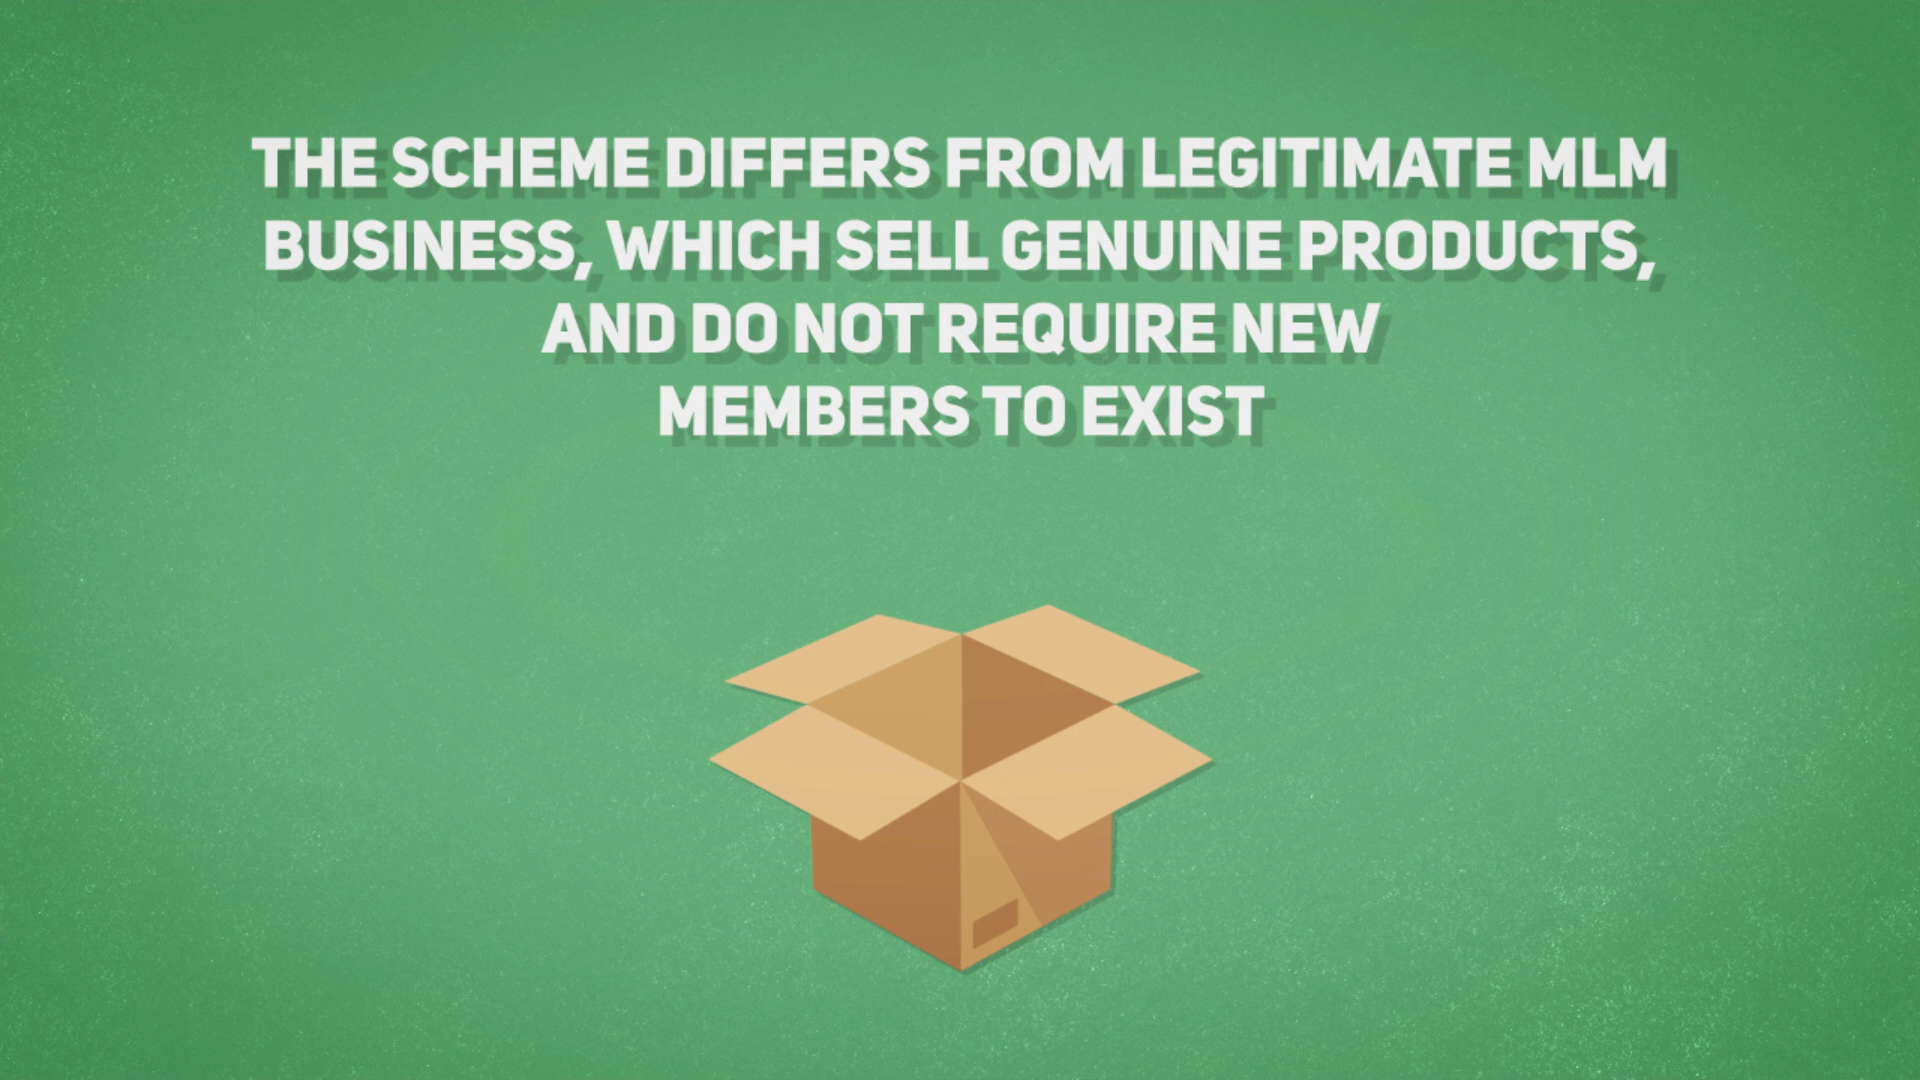 THE SCHEME DIFFERS FROM LEGITIMATE MLM
BUSINESS, WHICH SELL GENUINE PRODUCTS,
AND DO NOT REQUIRE NEW
MEMBERS TO EXIST